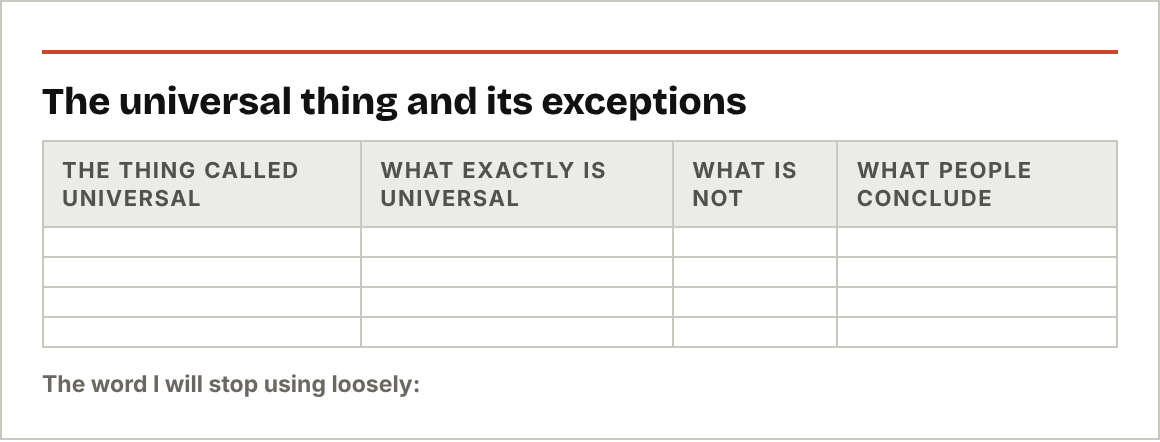 The universal thing and its exceptions
THE THING CALLED UNIVERSAL
WHAT EXACTLY IS UNIVERSAL
WHAT IS NOT
WHAT PEOPLE CONCLUDE
The word I will stop using loosely: